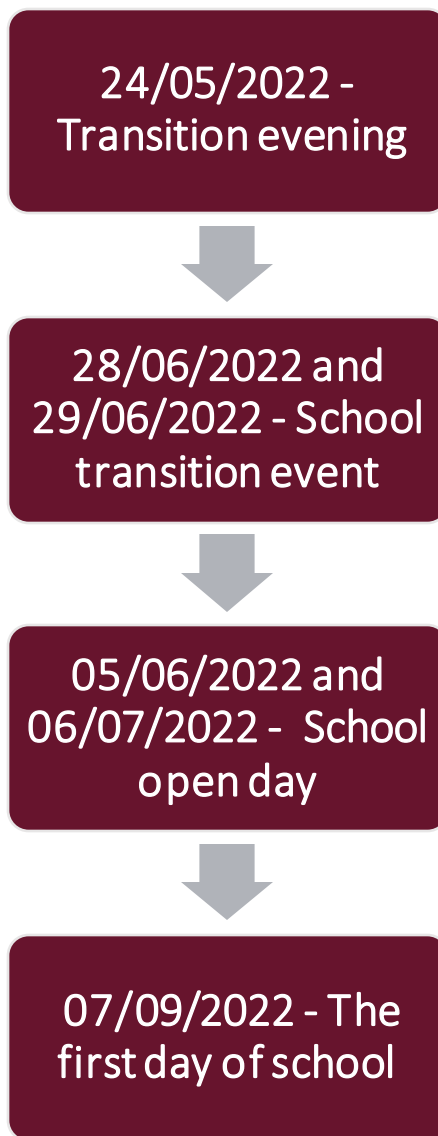 24/05/2022 -
Transition evening
28/06/2022 and
29/06/2022 - School
transition event
05/06/2022 and
06/07/2022 - School
open day
07/09/2022 - The
first day of school